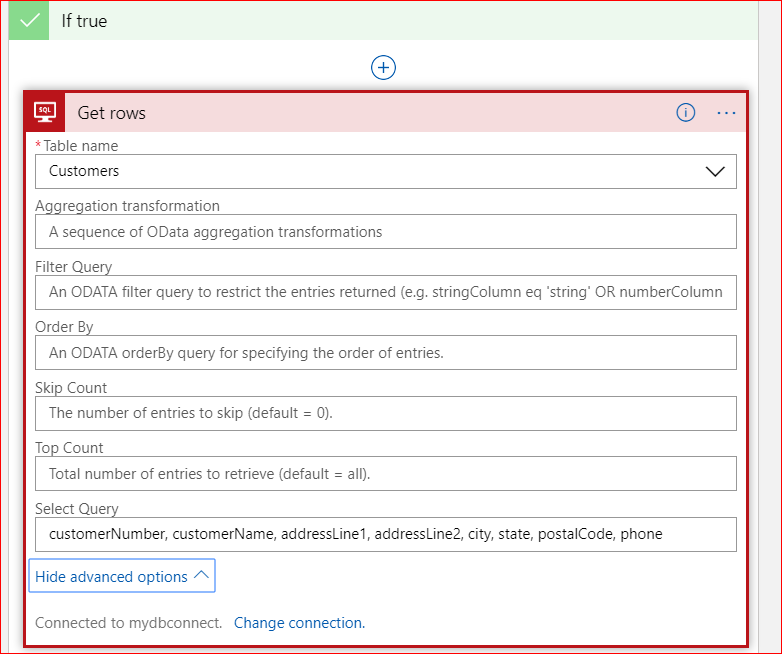 If true
SQL
Get rows
* Table name
Customers
Aggregation transformation
A sequence of OData aggregation transformations
Filter Query
An ODATA filter query to restrict the entries returned (e.g. stringColumn eq 'string' OR numberColumn
Order By
An ODATA orderBy query for specifying the order of entries.
Skip Count
The number of entries to skip (default = 0).
Top Count
Total number of entries to retrieve (default = all).
Select Query
customerNumber, customerName, addressLine1, addressLine2, city, state, postalCode, phone
Hide advanced options
Connected to mydbconnect. Change connection.